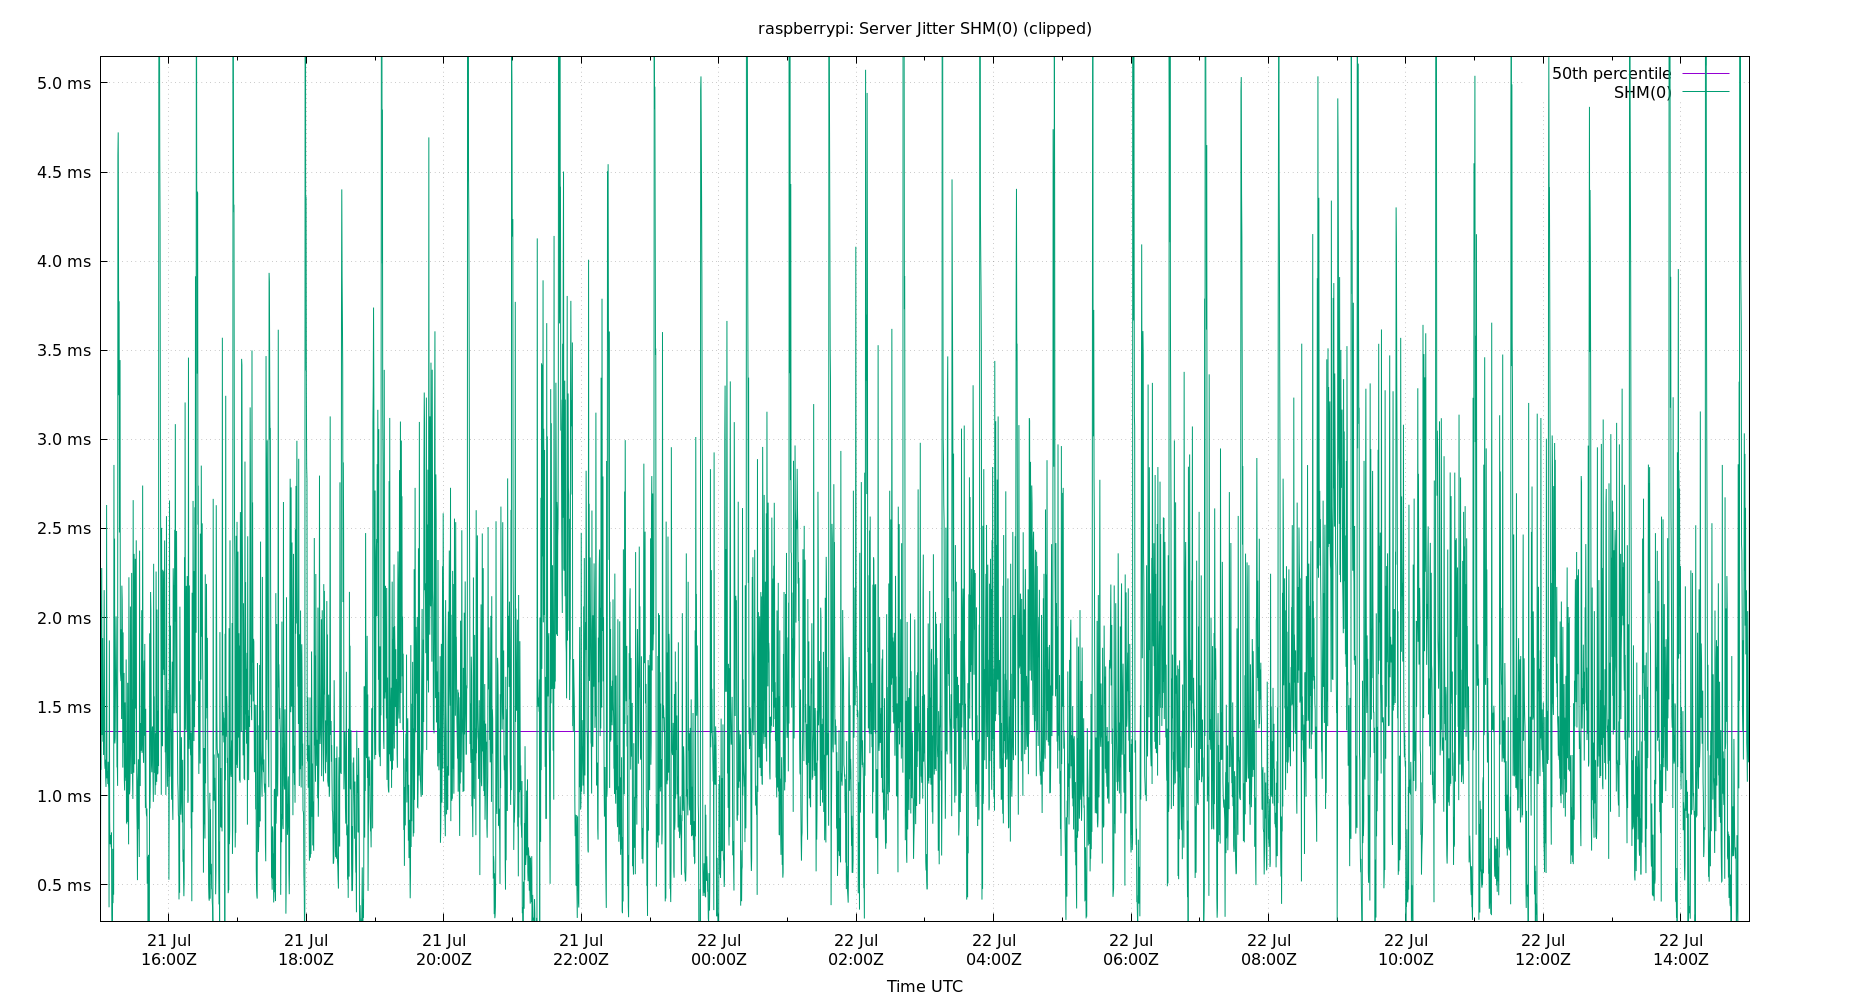 raspberrypi: Server Jitter SHM(0) (clipped)
50th percentile
SHM(0)
5.0 ms
4.5 ms
4.0 ms
3.5 ms
3.0 ms
2.5 ms
2.0 ms
1.5 ms
1.0 ms
0.5 ms
21 Jul 21 Jul 21 Jul 21 Jul 22 Jul 22 Jul 22 Jul 22 Jul 22 Jul 22 Jul 22 Jul 22 Jul
16:00Z 18:00Z 20:00Z 22:00Z 00:00Z 02:00Z 04:00Z 06:00Z 08:00Z 10:00Z 12:00Z 14:00Z
Time UTC